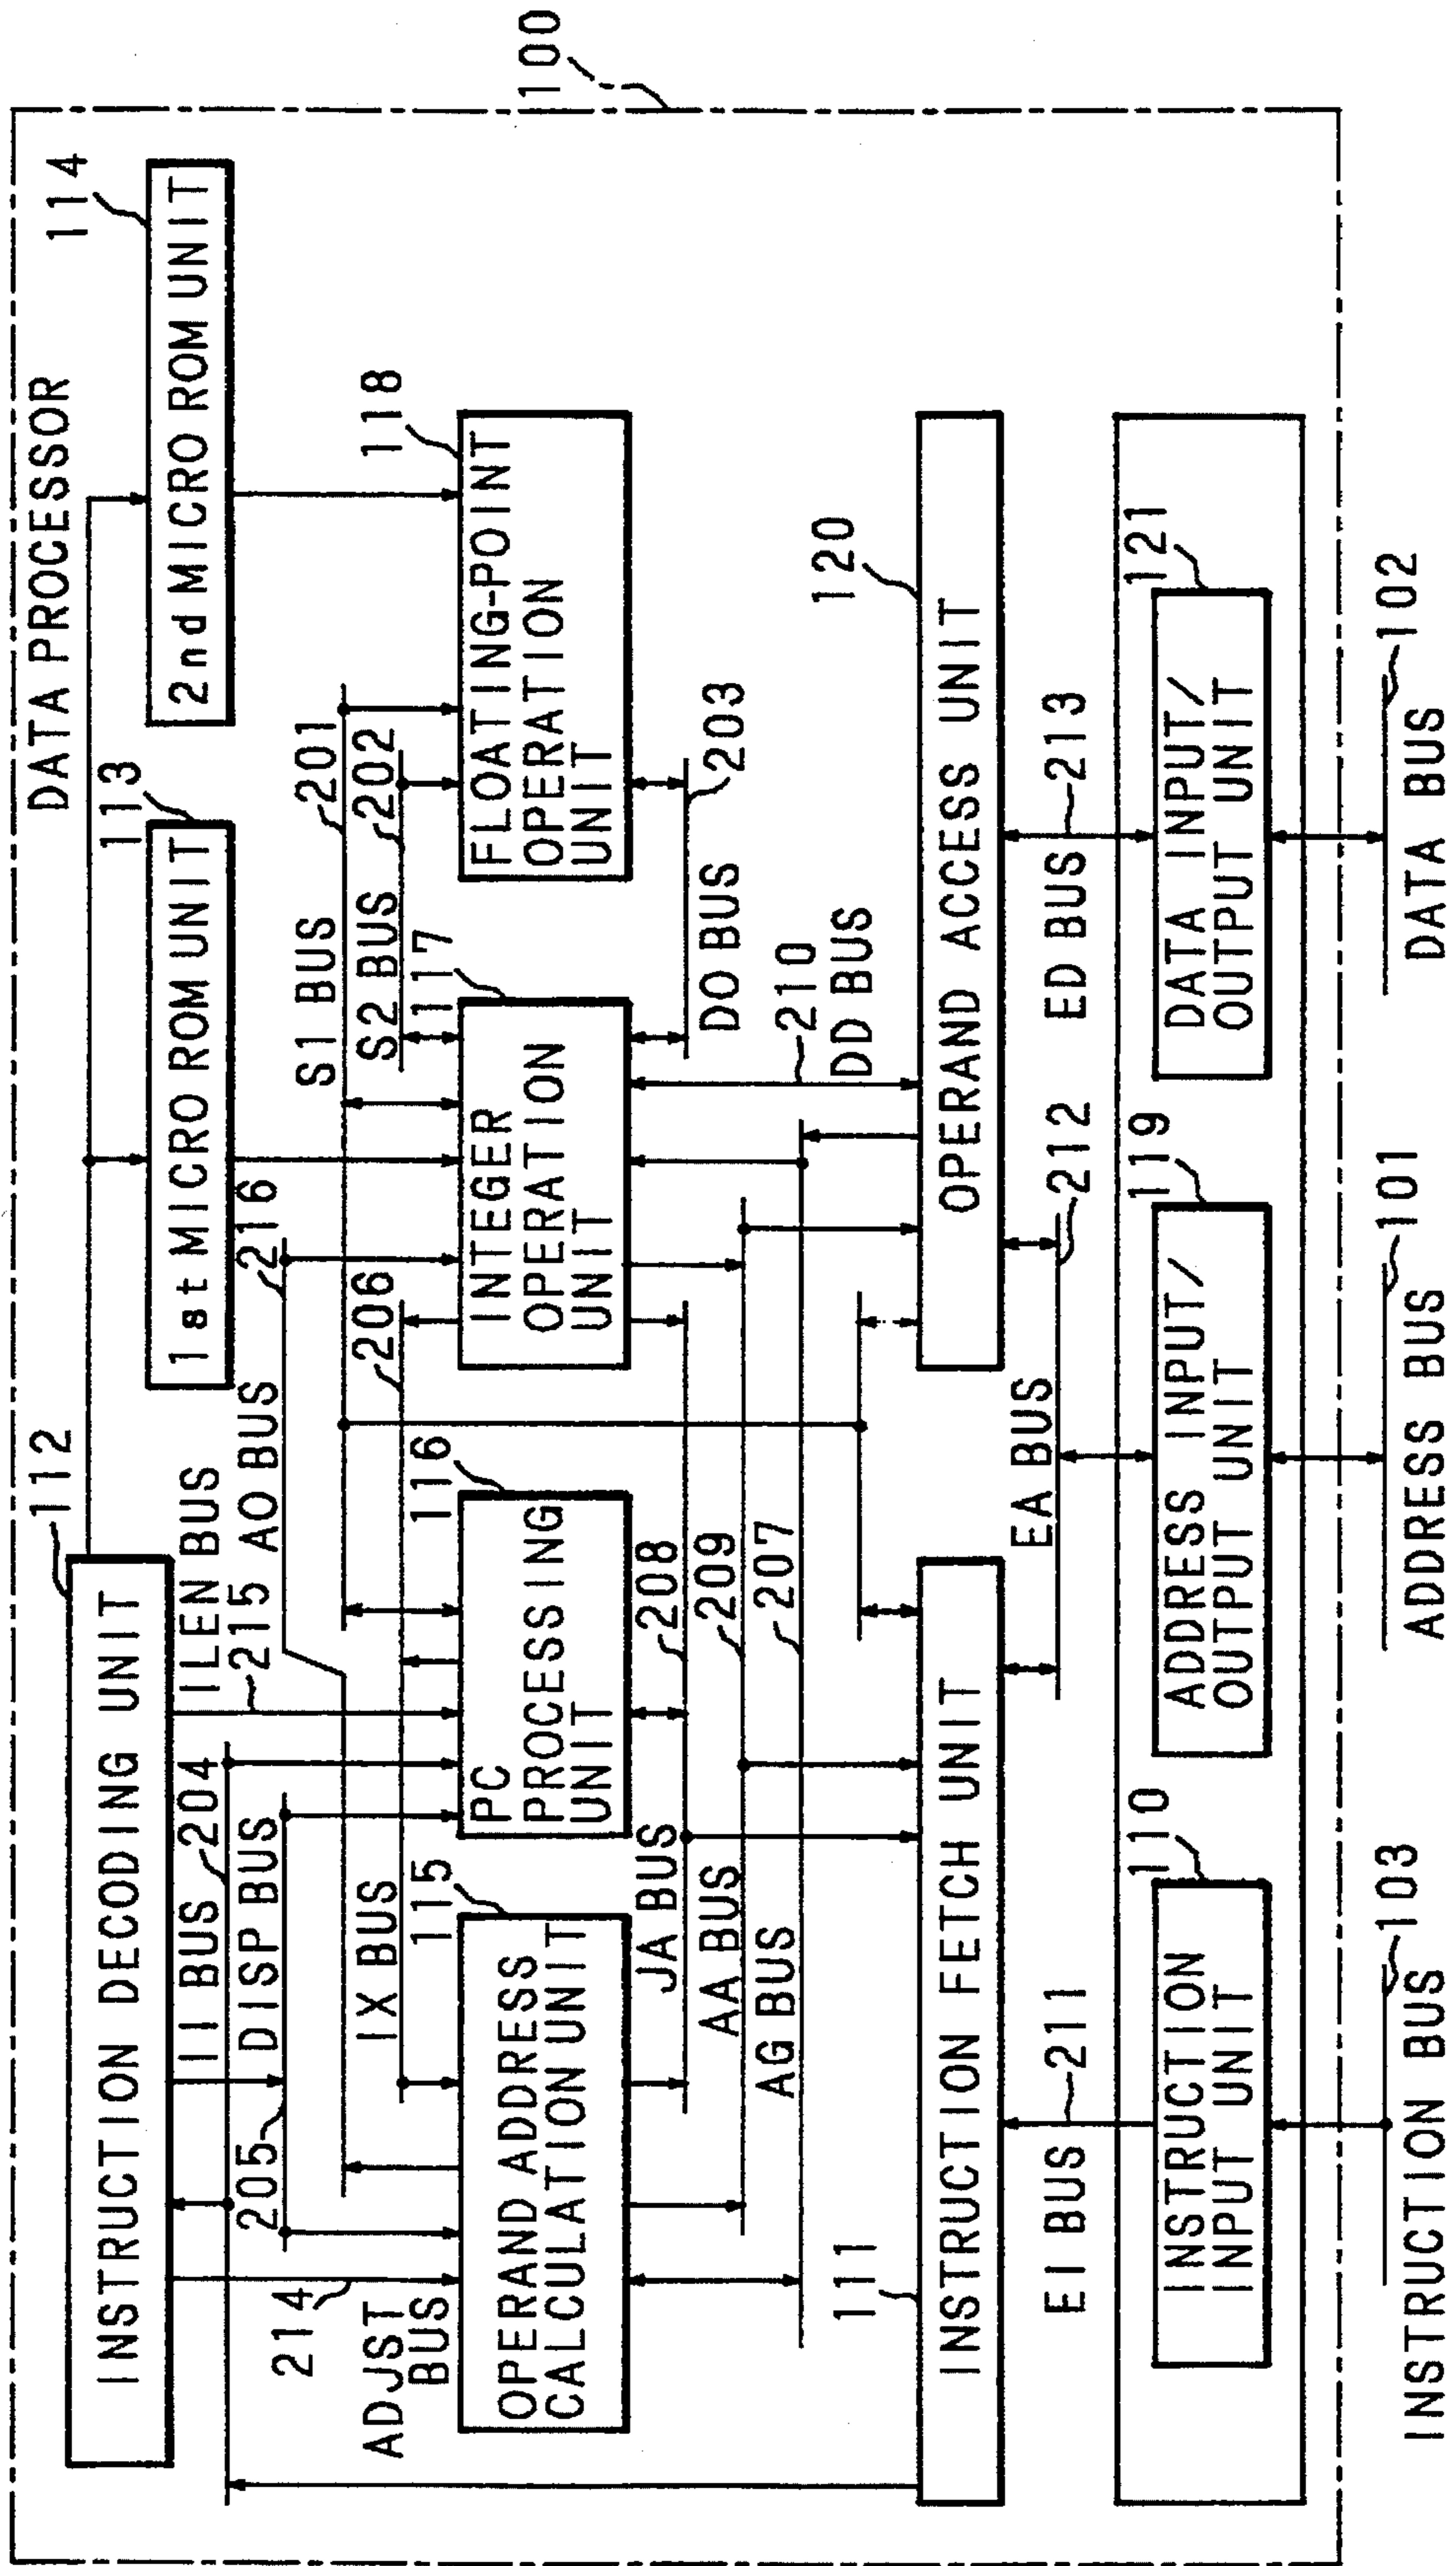 DATA PROCESSOR
100
112
INSTRUCTION DECODING UNIT
113
1st MICRO ROM UNIT
114
2nd MICRO ROM UNIT
II BUS
204
ILEN BUS
215
AO BUS
216
205
DISP BUS
214
ADJST
BUS
IX BUS
206
S1 BUS
201
S2 BUS
202
115
OPERAND ADDRESS
CALCULATION UNIT
116
PC
PROCESSING
UNIT
117
INTEGER
OPERATION
UNIT
118
FLOATING-POINT
OPERATION
UNIT
JA BUS
208
AA BUS
209
AG BUS
207
DO BUS
203
210
DD BUS
111
INSTRUCTION FETCH UNIT
120
OPERAND ACCESS UNIT
EI BUS
211
EA BUS
212
ED BUS
213
110
INSTRUCTION
INPUT UNIT
119
ADDRESS INPUT/
OUTPUT UNIT
121
DATA INPUT/
OUTPUT UNIT
103
INSTRUCTION BUS
101
ADDRESS BUS
102
DATA BUS